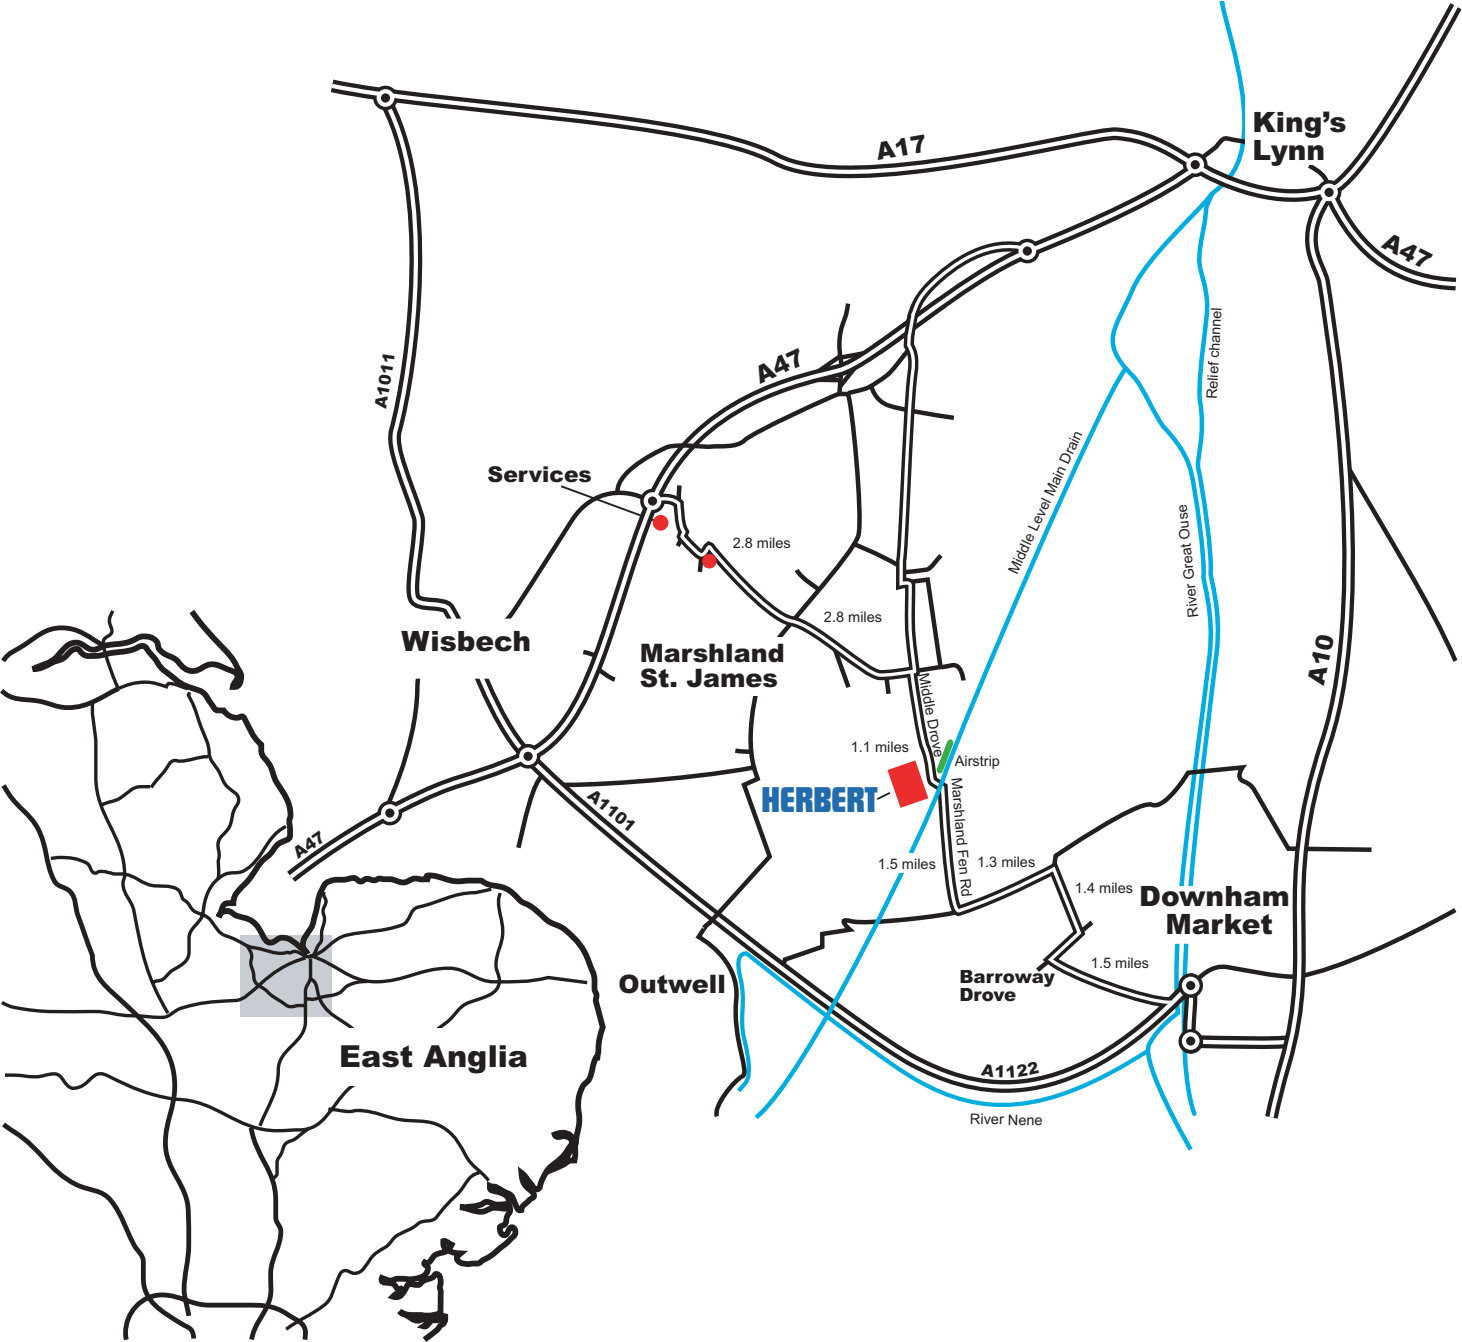 King's
Lynn
A17
A47
A47
A1011
Relief channel
Middle Level Main Drain
Services
2.8 miles
River Great Ouse
2.8 miles
Wisbech
Marshland
St. James
A10
Middle Drove
1.1 miles
Airstrip
HERBERT
A1101
A47
Marshland Fen Rd
1.5 miles
1.3 miles
1.4 miles
Downham
Market
1.5 miles
Barroway
Drove
Outwell
East Anglia
A1122
River Nene